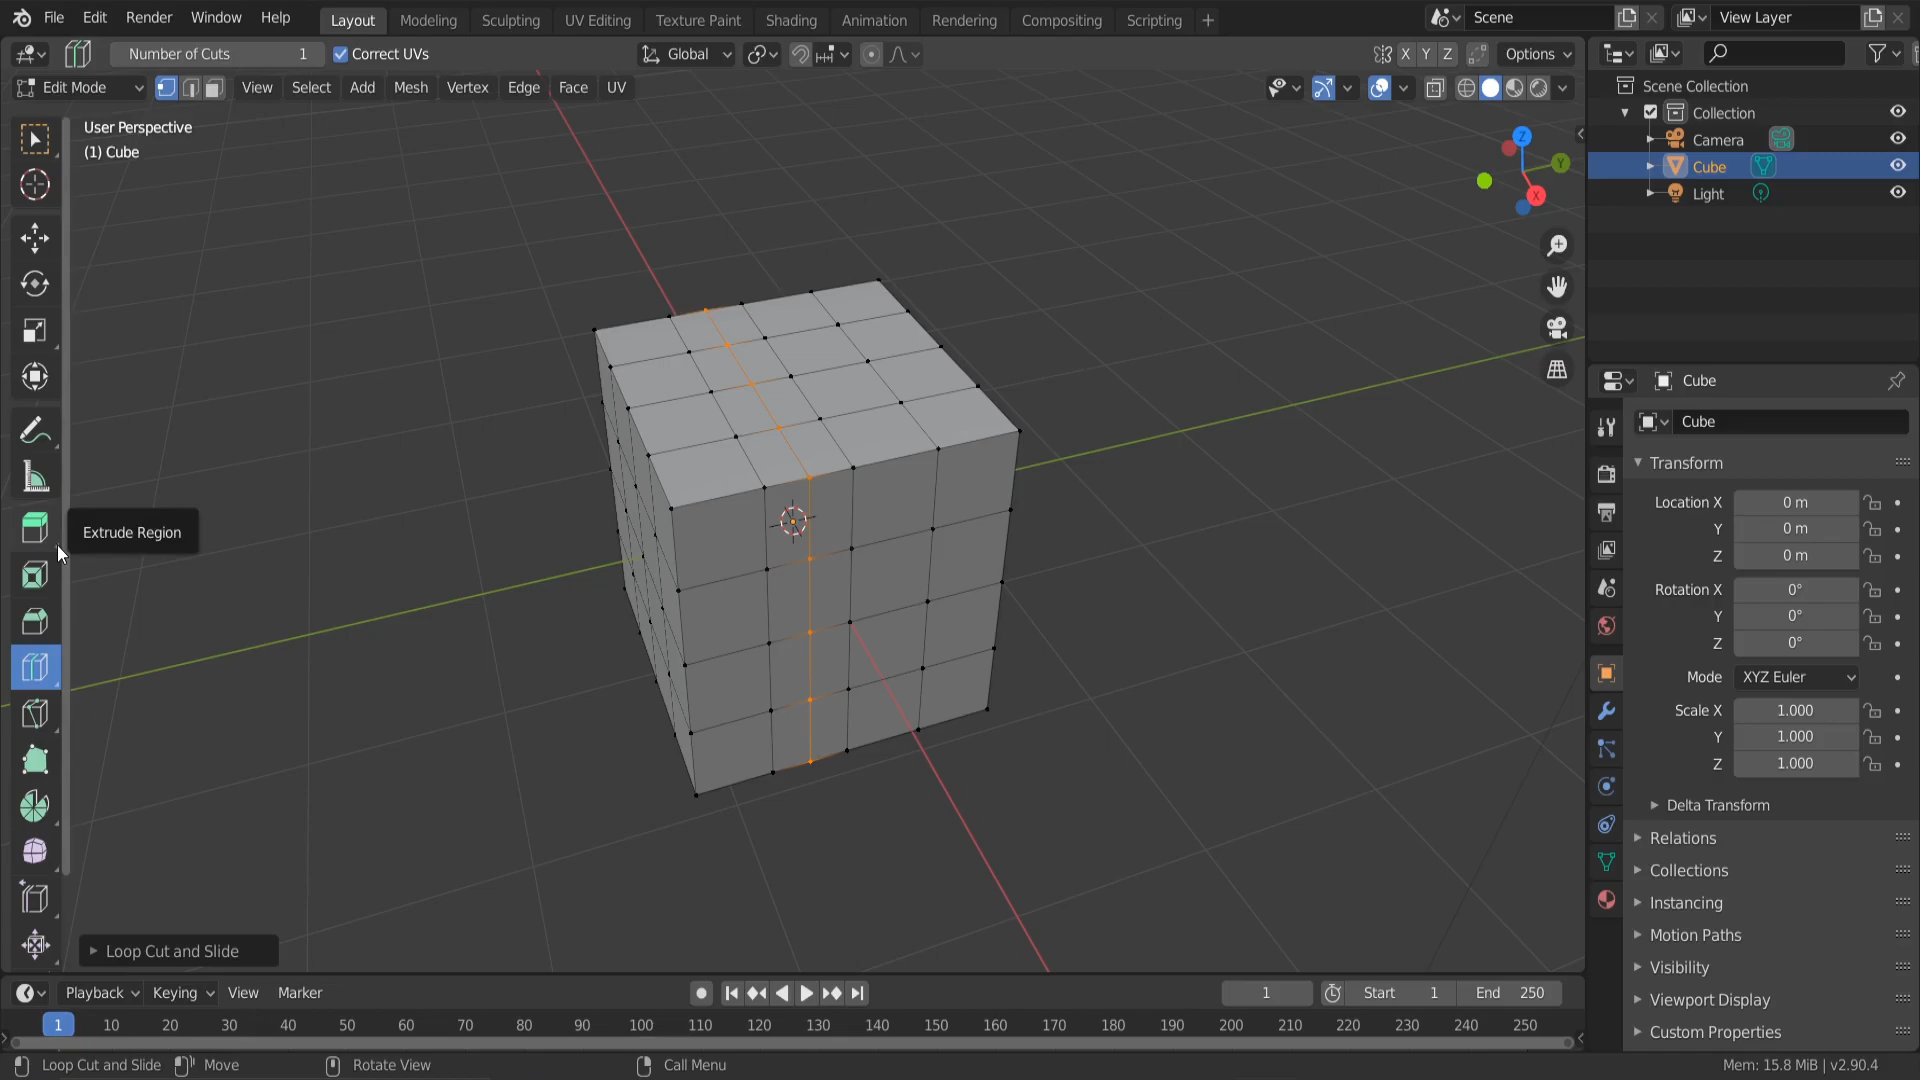 File Edit Render Window Help Layout Modeling Sculpting UV Editing Texture Paint Shading Animation Rendering Compositing Scripting + Scene View Layer
Number of Cuts 1 Correct UVs Global X Y Z Options
Edit Mode View Select Add Mesh Vertex Edge Face UV
Scene Collection
Collection
Camera
Cube
Light
User Perspective
(1) Cube
Z
Y
X
Extrude Region
Cube
Cube
Transform
Location X 0 m
Y 0 m
Z 0 m
Rotation X 0°
Y 0°
Z 0°
Mode XYZ Euler
Scale X 1.000
Y 1.000
Z 1.000
Delta Transform
Relations
Collections
Instancing
Motion Paths
Visibility
Viewport Display
Custom Properties
Loop Cut and Slide
Playback Keying View Marker 1 Start 1 End 250
1 10 20 30 40 50 60 70 80 90 100 110 120 130 140 150 160 170 180 190 200 210 220 230 240 250
Loop Cut and Slide Move Rotate View Call Menu Mem: 15.8 MiB | v2.90.4